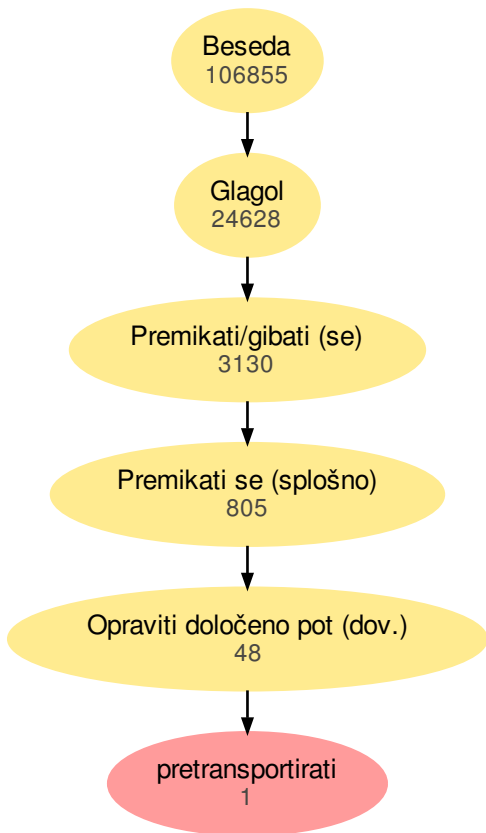 Beseda
106855
Glagol
24628
Premikati/gibati (se)
3130
Premikati se (splošno)
805
Opraviti določeno pot (dov.)
48
pretransportirati
1